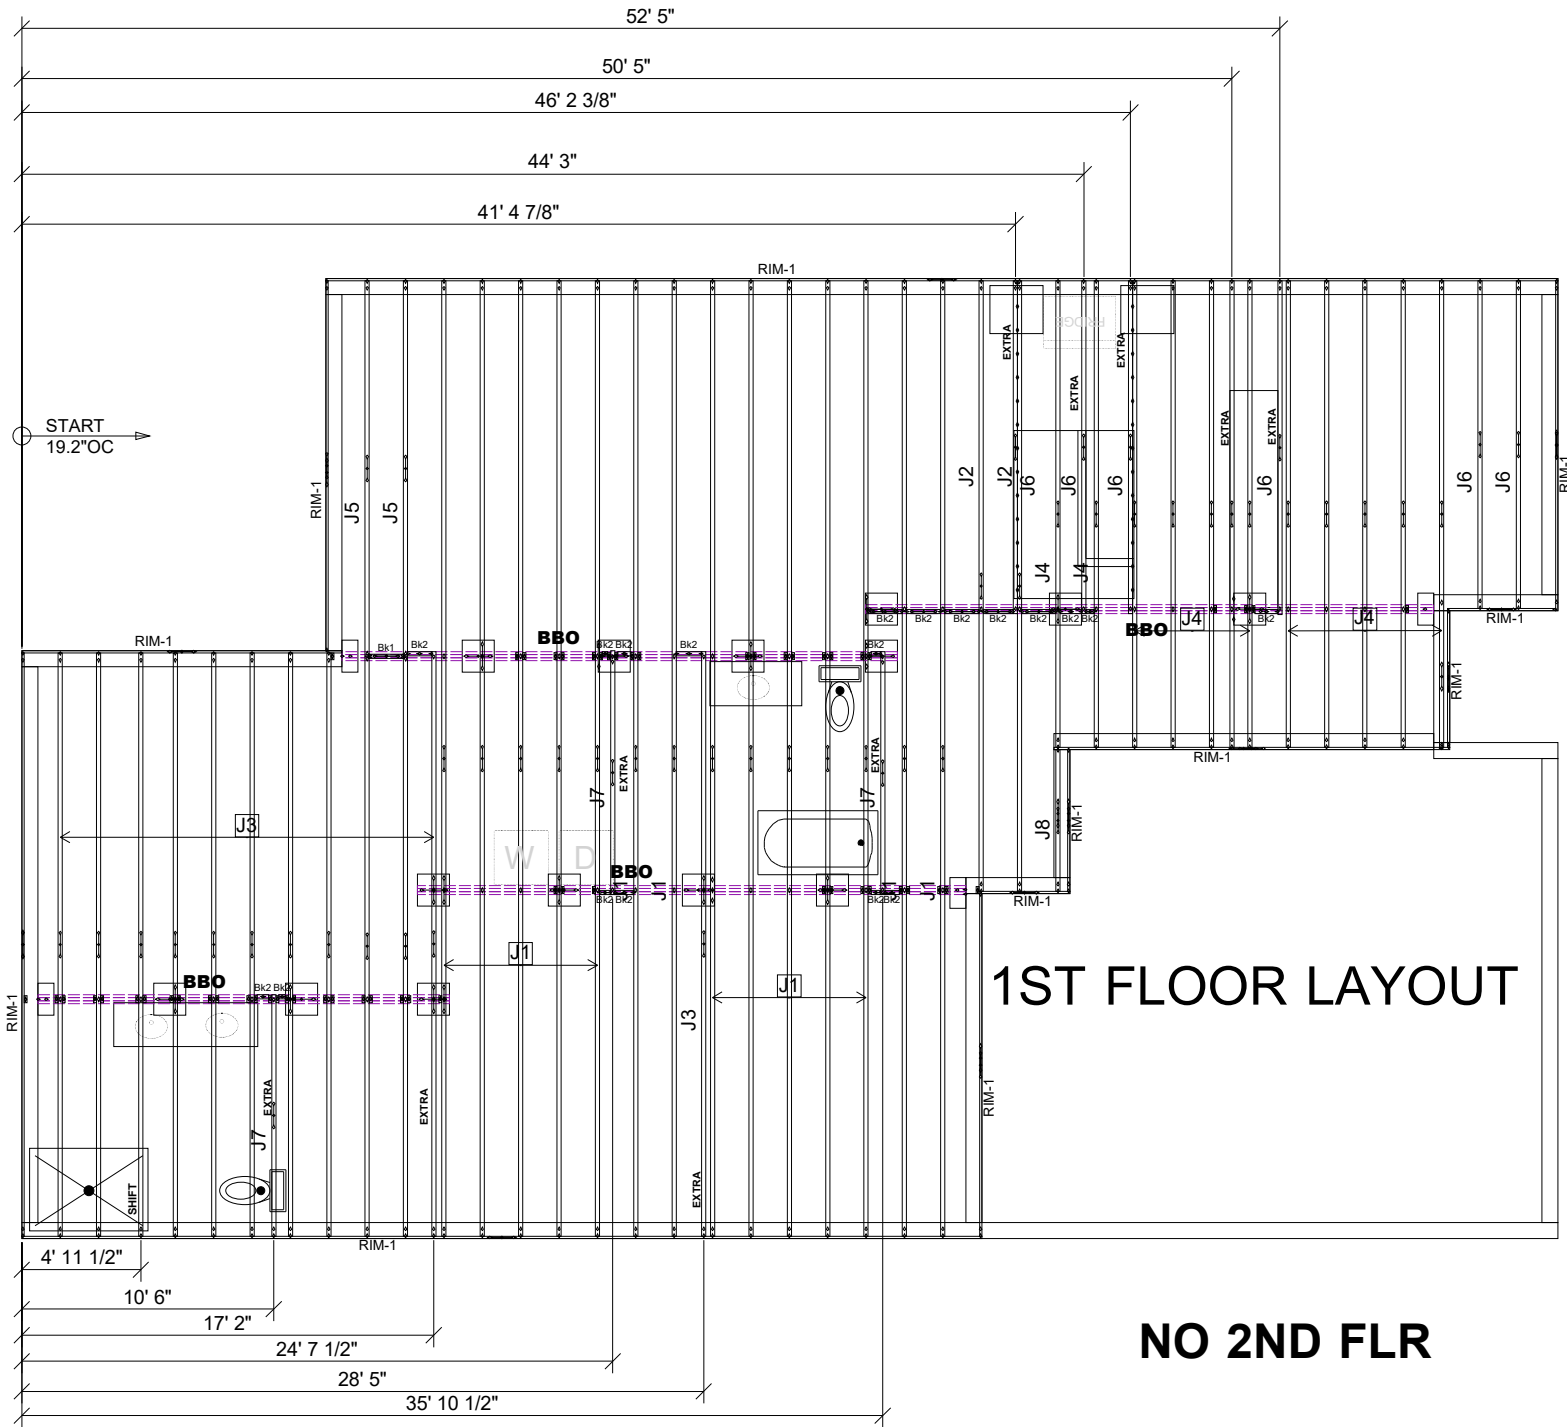 52' 5"
50' 5"
46' 2 3/8"
44' 3"
41' 4 7/8"
RIM-1
FRIDGE
EXTRA
EXTRA
EXTRA
EXTRA
EXTRA
START
19.2"OC
RIM-1
J5
J5
J2
J2
J6
J6
J6
J6
J6
J6
RIM-1
J4
J4
RIM-1
BBO
Bk1
Bk2
Bk2
Bk2
Bk2
Bk2
Bk2
Bk2
Bk2
Bk2
Bk2
Bk2
Bk2
BBO
J4
J4
RIM-1
RIM-1
RIM-1
EXTRA
EXTRA
J7
J7
J3
W
D
BBO
J8
RIM-1
J1
J1
J1
J1
Bk2
Bk2
Bk2
Bk2
RIM-1
J1
J1
BBO
Bk2
Bk2
RIM-1
J3
1ST FLOOR LAYOUT
RIM-1
EXTRA
EXTRA
J7
SHIFT
EXTRA
RIM-1
4' 11 1/2"
10' 6"
17' 2"
24' 7 1/2"
28' 5"
35' 10 1/2"
NO 2ND FLR